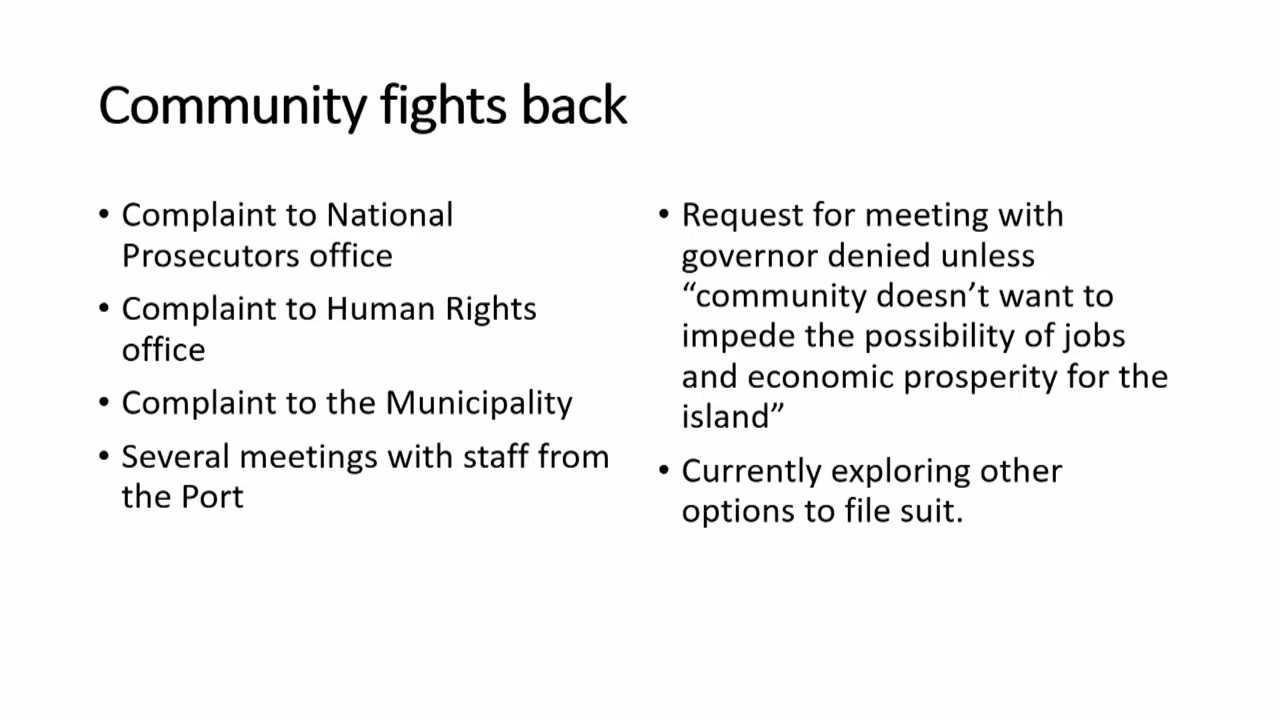 Community fights back
• Complaint to National
Prosecutors office
• Complaint to Human Rights
office
• Complaint to the Municipality
• Several meetings with staff from
the Port
• Request for meeting with
governor denied unless
“community doesn’t want to
impede the possibility of jobs
and economic prosperity for the
island”
• Currently exploring other
options to file suit.